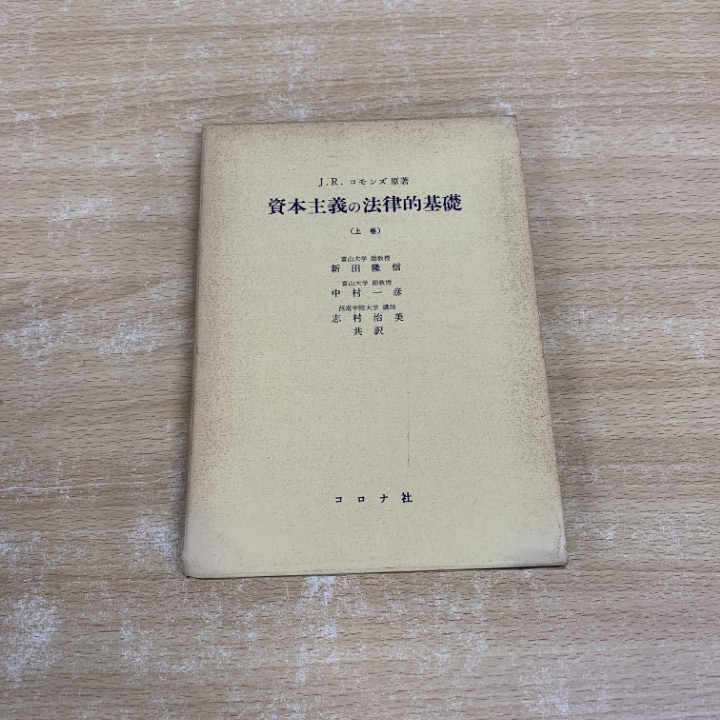 J.R. コモンズ 原著
資本主義の法律的基礎
(上巻)
富山大学 助教授
新田隆信
富山大学 助教授
中村一彦
西南学院大学 講師
志村治美
共訳
コロナ社